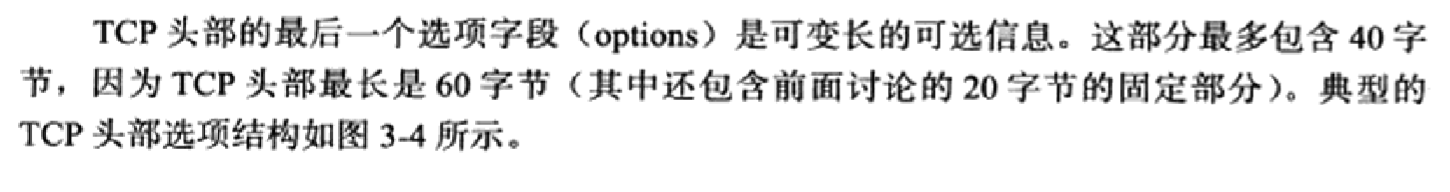 TCP 头部的最后一个选项字段（options）是可变长的可选信息。这部分最多包含 40 字
节，因为 TCP 头部最长是 60 字节（其中还包含前面讨论的 20 字节的固定部分）。典型的
TCP 头部选项结构如图 3-4 所示。